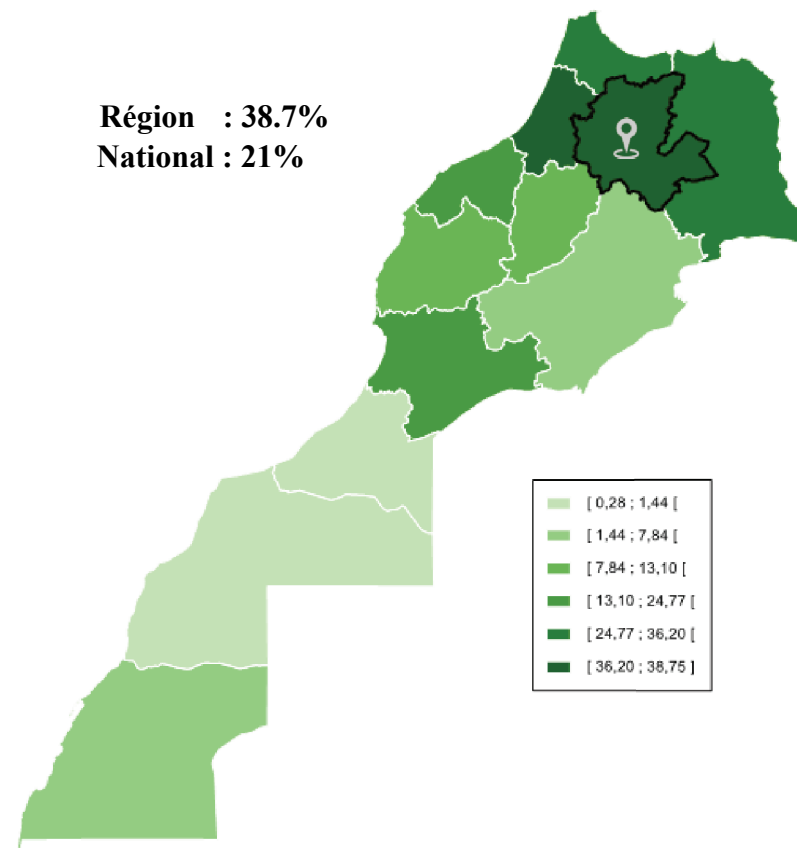 Région : 38.7%
National : 21%
[ 0,28 ; 1,44 [
[ 1,44 ; 7,84 [
[ 7,84 ; 13,10 [
[ 13,10 ; 24,77 [
[ 24,77 ; 36,20 [
[ 36,20 ; 38,75 ]